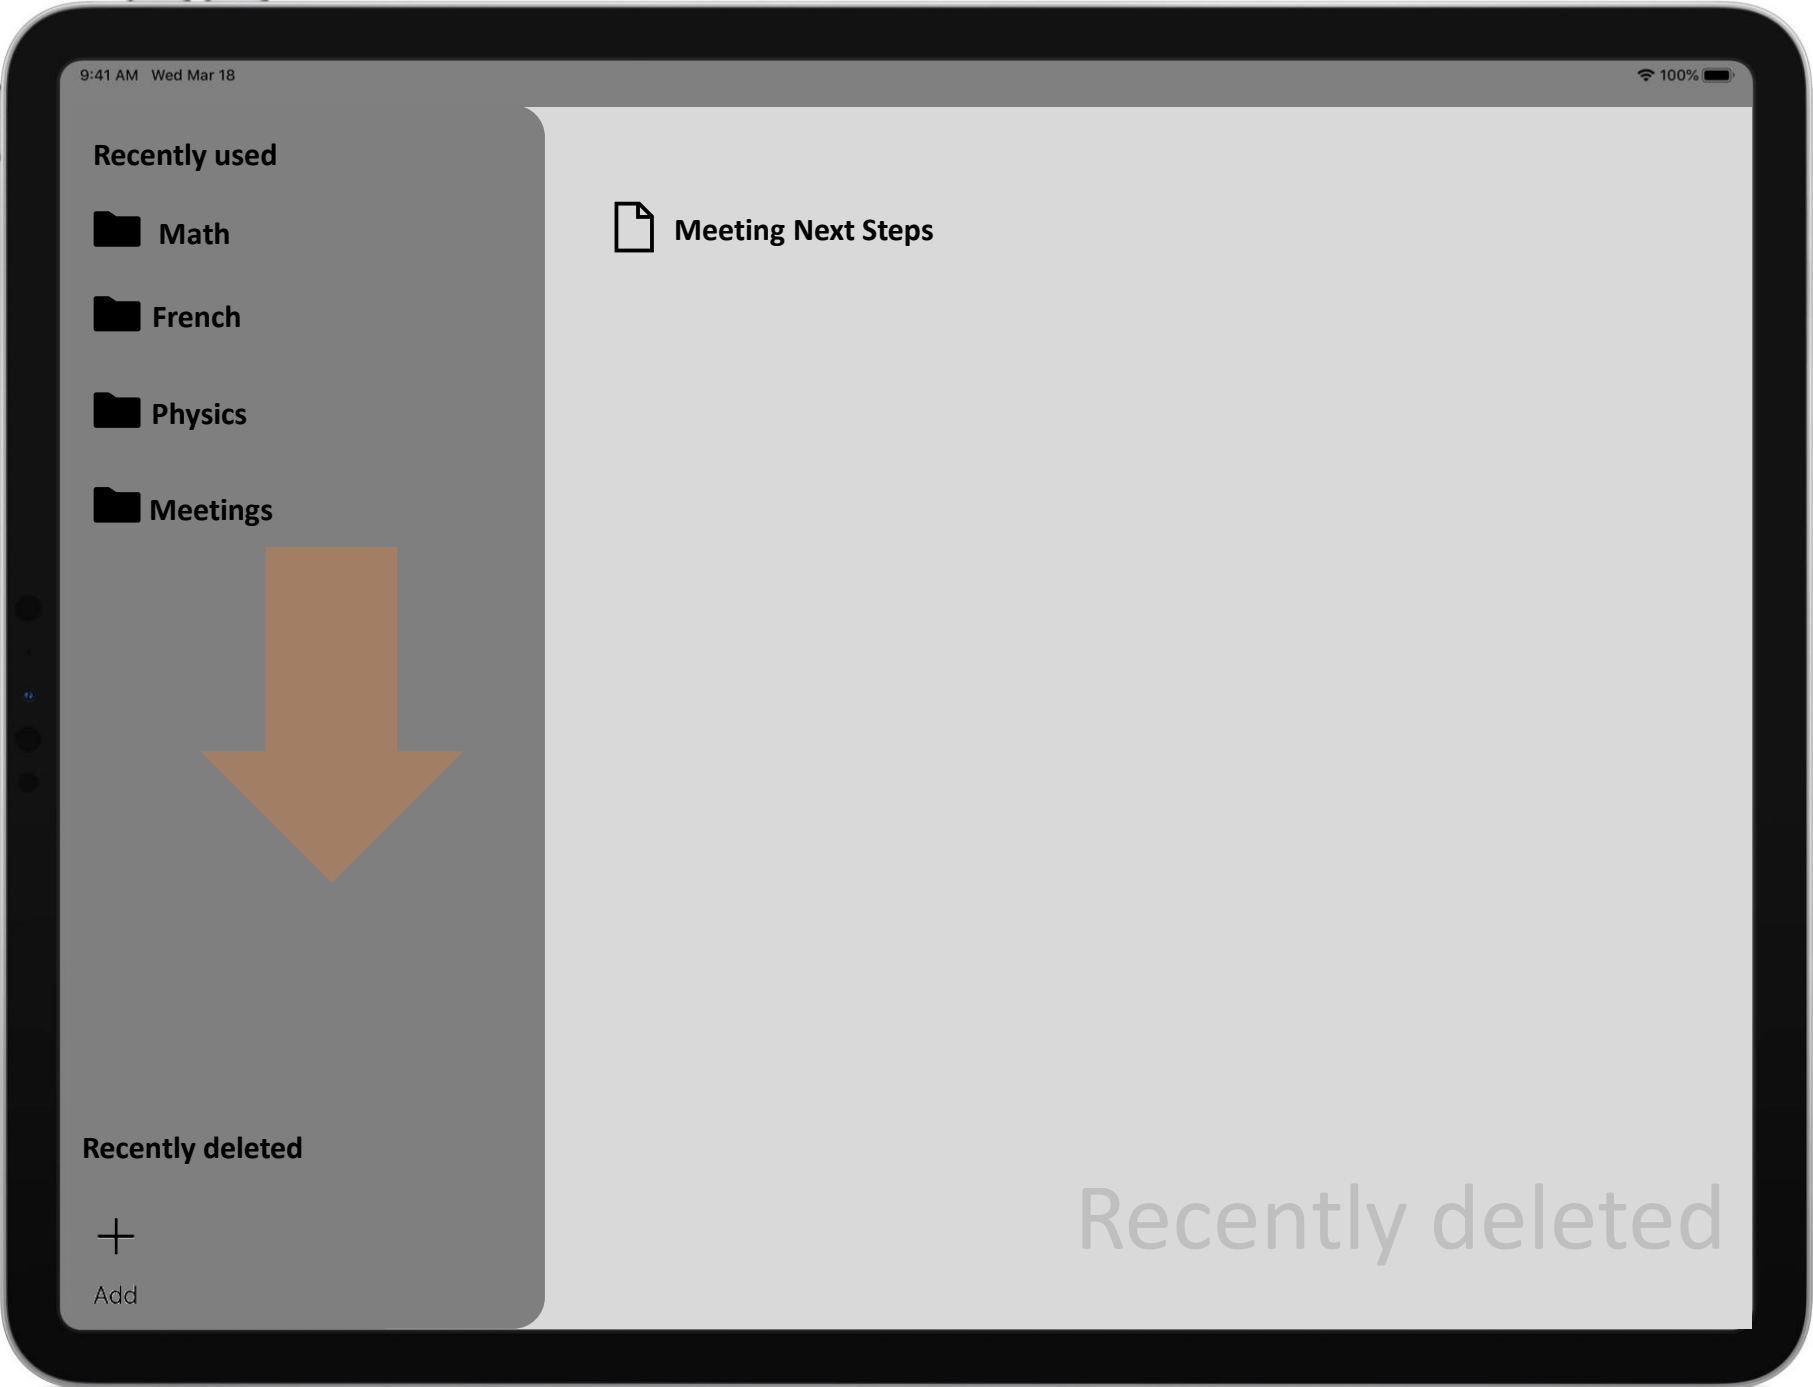 9:41 AM Wed Mar 18
100%
Recently used
Math
French
Physics
Meetings
Recently deleted
Add
Meeting Next Steps
Recently deleted